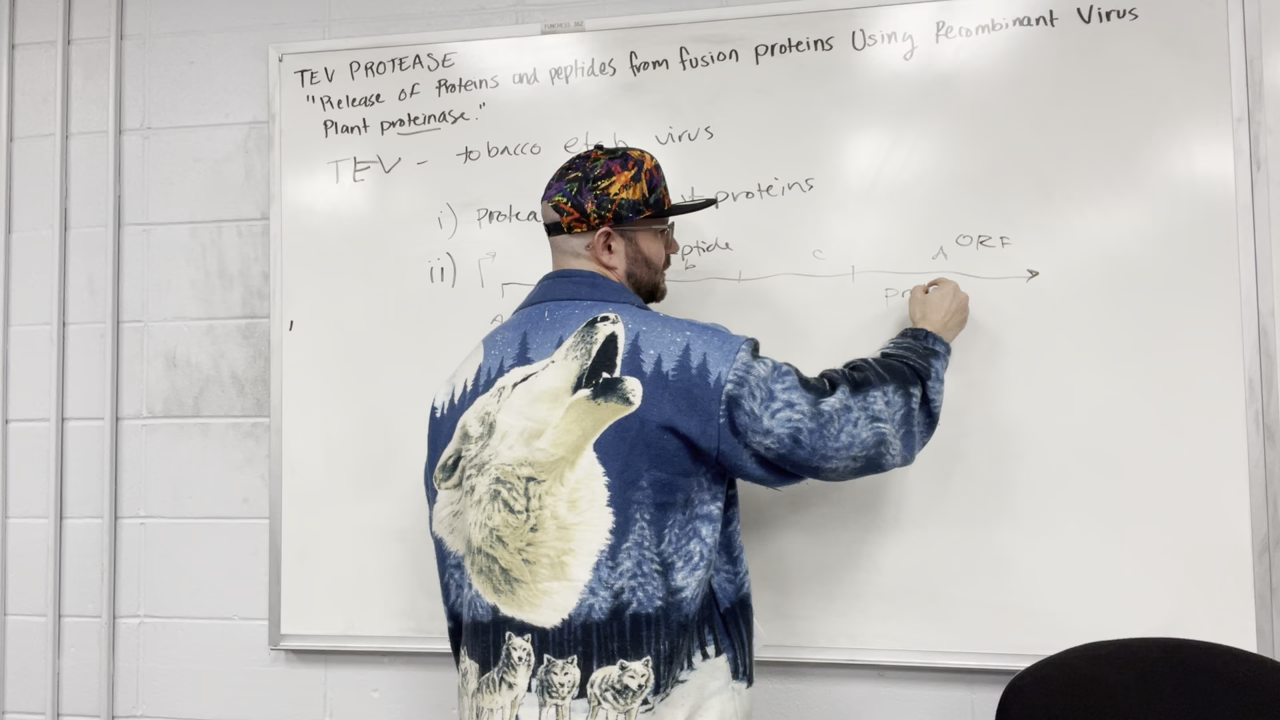 TEV PROTEASE
"Release of Proteins and peptides from fusion proteins Using Recombinant Virus
Plant proteinase."
TEV - tobacco etch virus
i) proteins
ii)
b c ORF